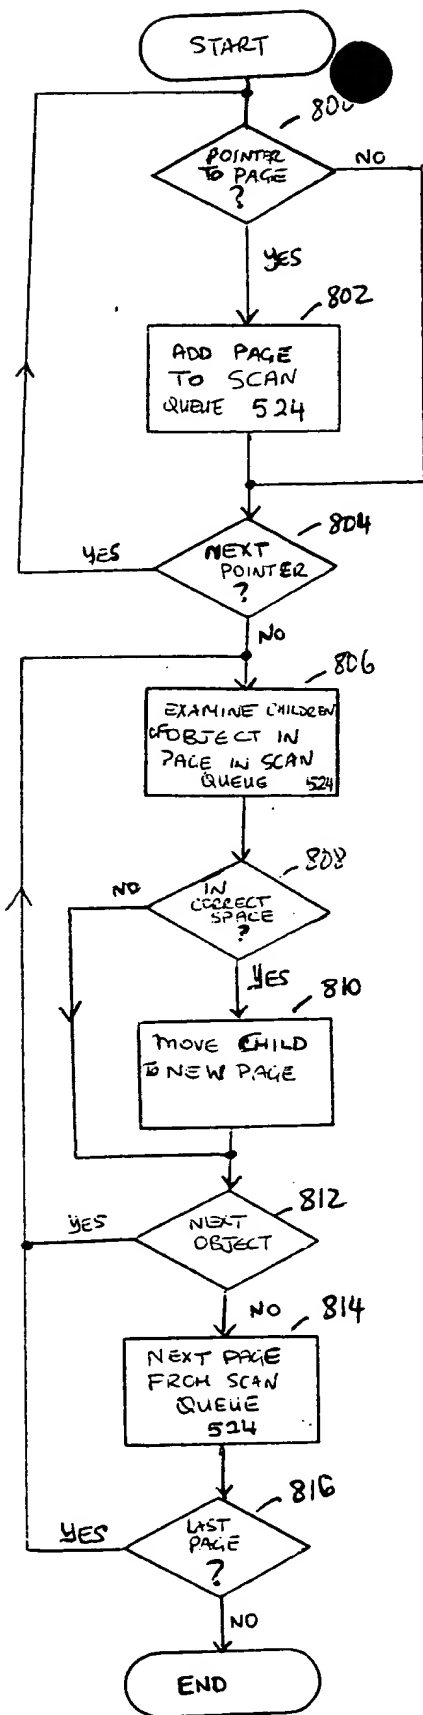 START
800
POINTER
TO PAGE
?
NO
YES
802
ADD PAGE
TO SCAN
QUEUE 524
804
YES
NEXT
POINTER
?
NO
806
EXAMINE CHILDREN
OF OBJECT IN
PAGE IN SCAN
QUEUE 524
808
NO
IN
CORRECT
SPACE
?
YES
810
MOVE CHILD
TO NEW PAGE
812
YES
NEXT
OBJECT
NO
814
NEXT PAGE
FROM SCAN
QUEUE
524
816
YES
LAST
PAGE
?
NO
END